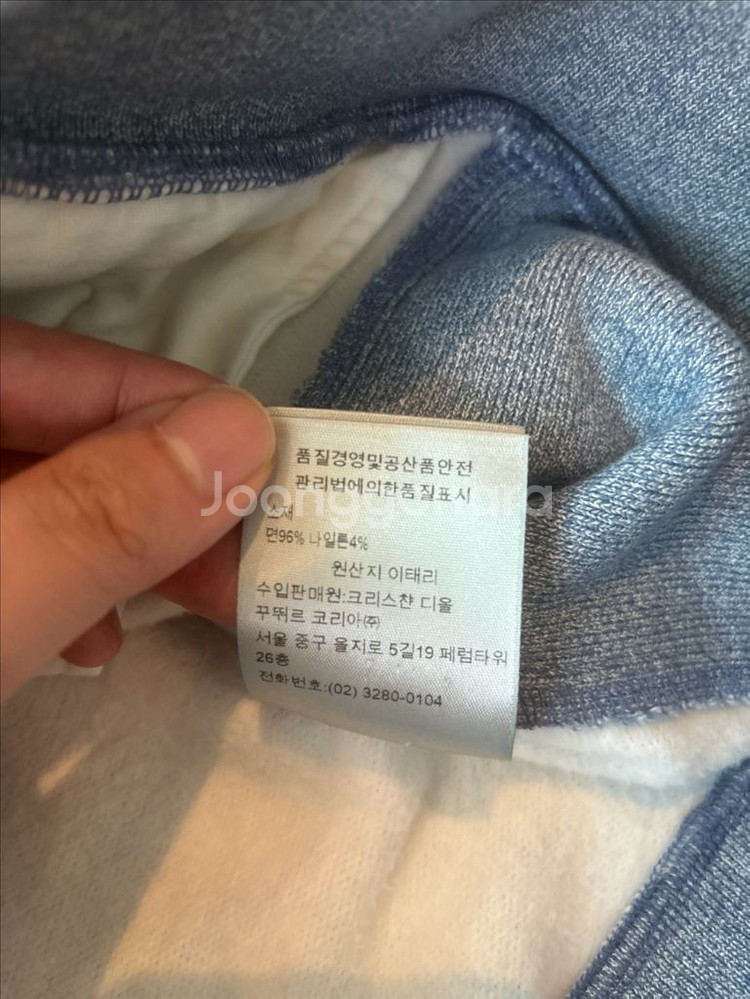 품질경영및공산품안전
관리법에의한품질표시
소재
면96% 나일론4%
원산지 이태리
수입판매원:크리스챤 디올
꾸뛰르 코리아㈜
서울 중구 을지로 5길19 페럼타워
26층
전화번호:(02) 3280-0104
Joonggonara